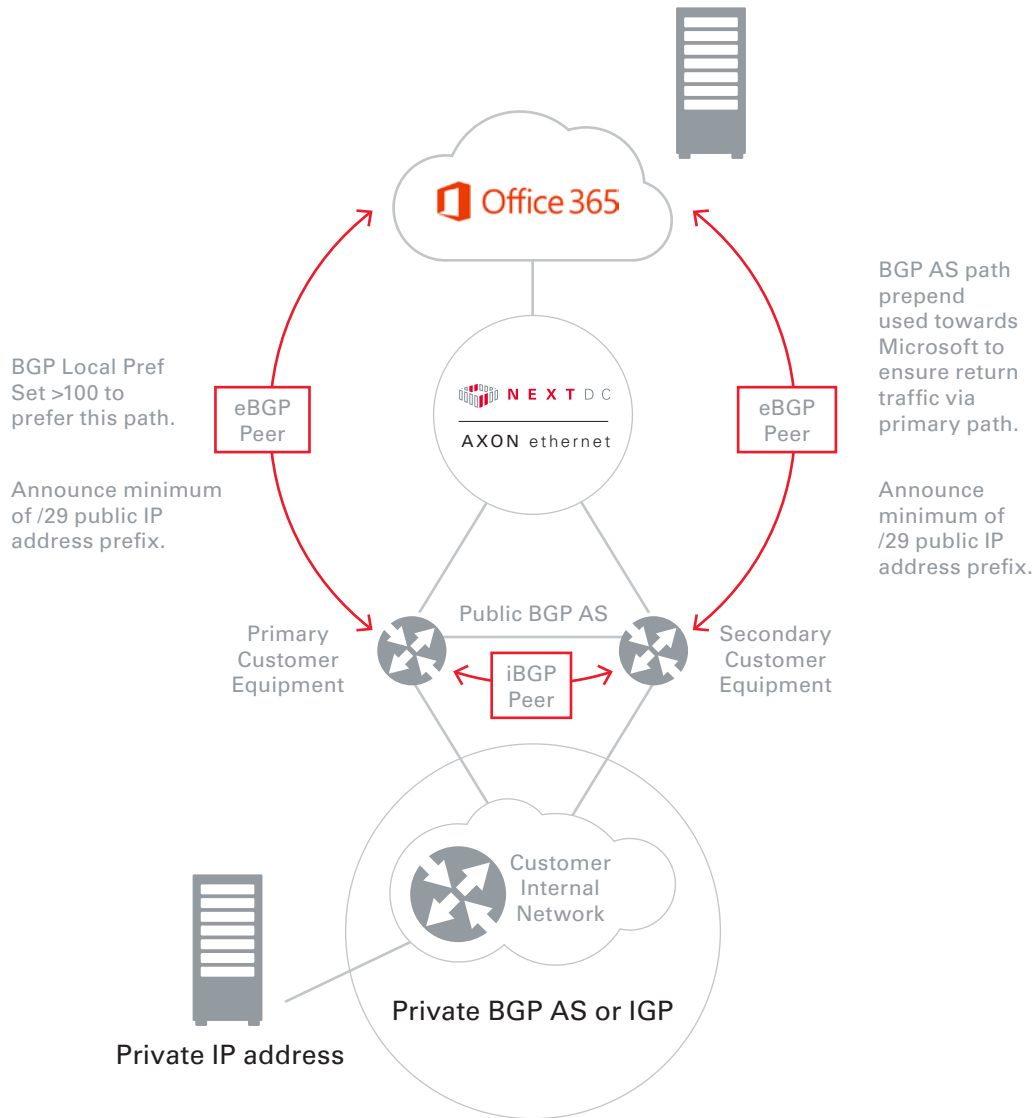 Office 365
BGP Local Pref
Set >100 to
prefer this path.
Announce minimum
of /29 public IP
address prefix.
eBGP
Peer
NEXTDC
AXON ethernet
eBGP
Peer
BGP AS path
prepend
used towards
Microsoft to
ensure return
traffic via
primary path.
Announce
minimum of
/29 public IP
address prefix.
Primary
Customer
Equipment
Public BGP AS
iBGP
Peer
Secondary
Customer
Equipment
Customer
Internal
Network
Private BGP AS or IGP
Private IP address